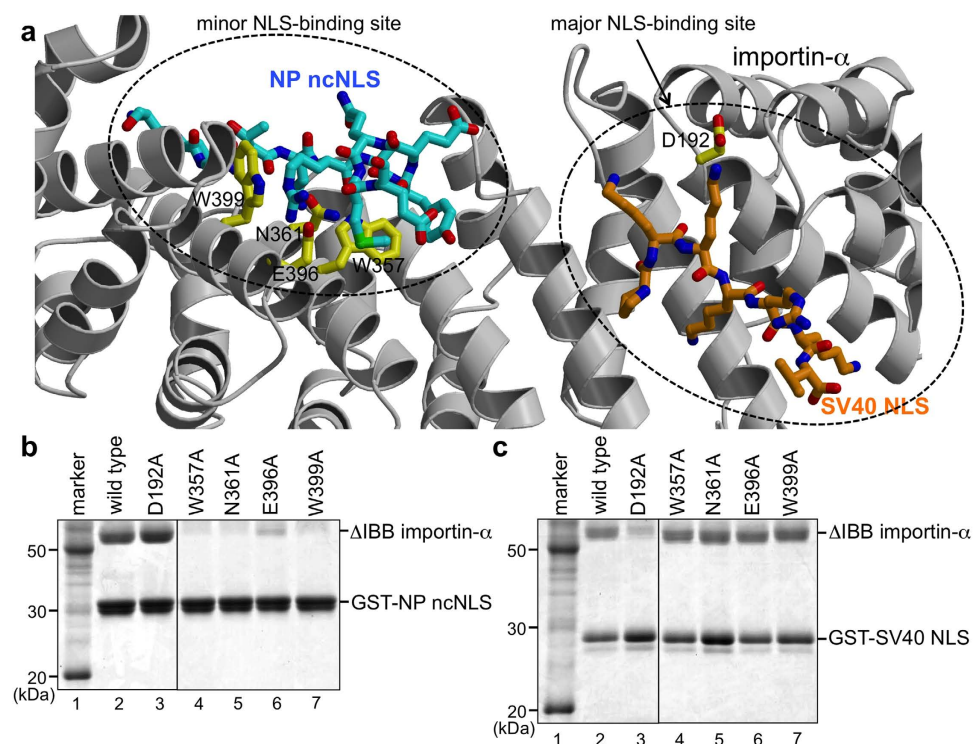 a
minor NLS-binding site
major NLS-binding site
NP ncNLS
importin-α
D192
W399
N361
E396
W357
SV40 NLS
b
marker
wild type
D192A
W357A
N361A
E396A
W399A
50
30
20
(kDa)
ΔIBB importin-α
GST-NP ncNLS
1 2 3 4 5 6 7
c
marker
wild type
D192A
W357A
N361A
E396A
W399A
50
30
20
(kDa)
ΔIBB importin-α
GST-SV40 NLS
1 2 3 4 5 6 7